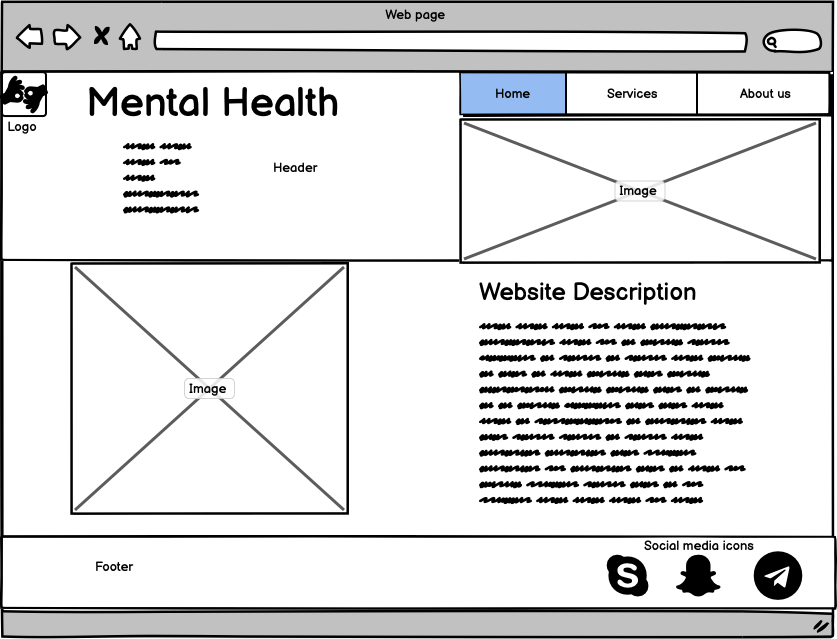 Web page
Logo
Mental Health
Header
Home
Services
About us
Image
Image
Website Description
Footer
Social media icons
S